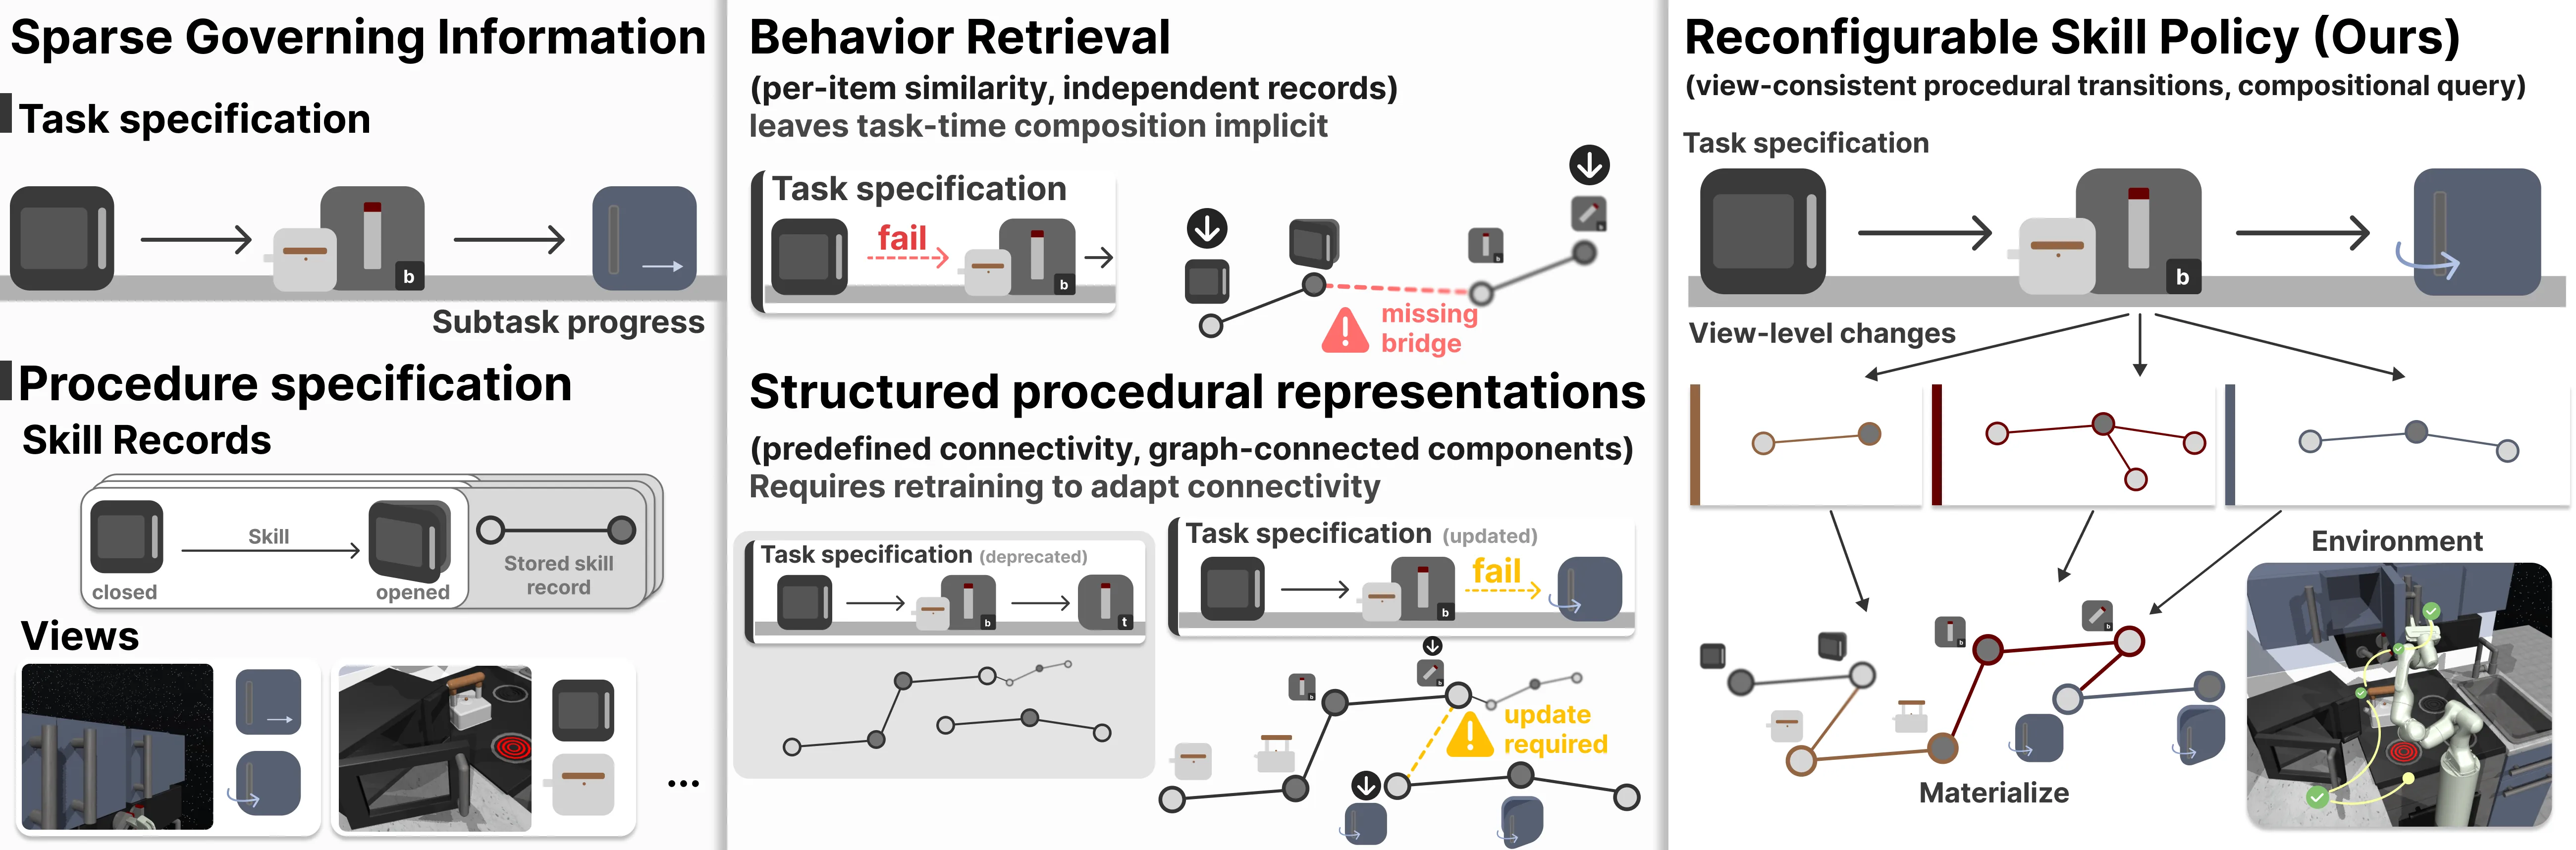 Sparse Governing Information
Task specification
b
Subtask progress
Procedure specification
Skill Records
Skill
closed
opened
Stored skill
record
Views
...
Behavior Retrieval
(per-item similarity, independent records)
leaves task-time composition implicit
Task specification
fail
b
b
b
missing
bridge
Structured procedural representations
(predefined connectivity, graph-connected components)
Requires retraining to adapt connectivity
Task specification (deprecated)
b
t
Task specification (updated)
fail
b
b
b
update
required
Reconfigurable Skill Policy (Ours)
(view-consistent procedural transitions, compositional query)
Task specification
b
View-level changes
Environment
b
b
Materialize